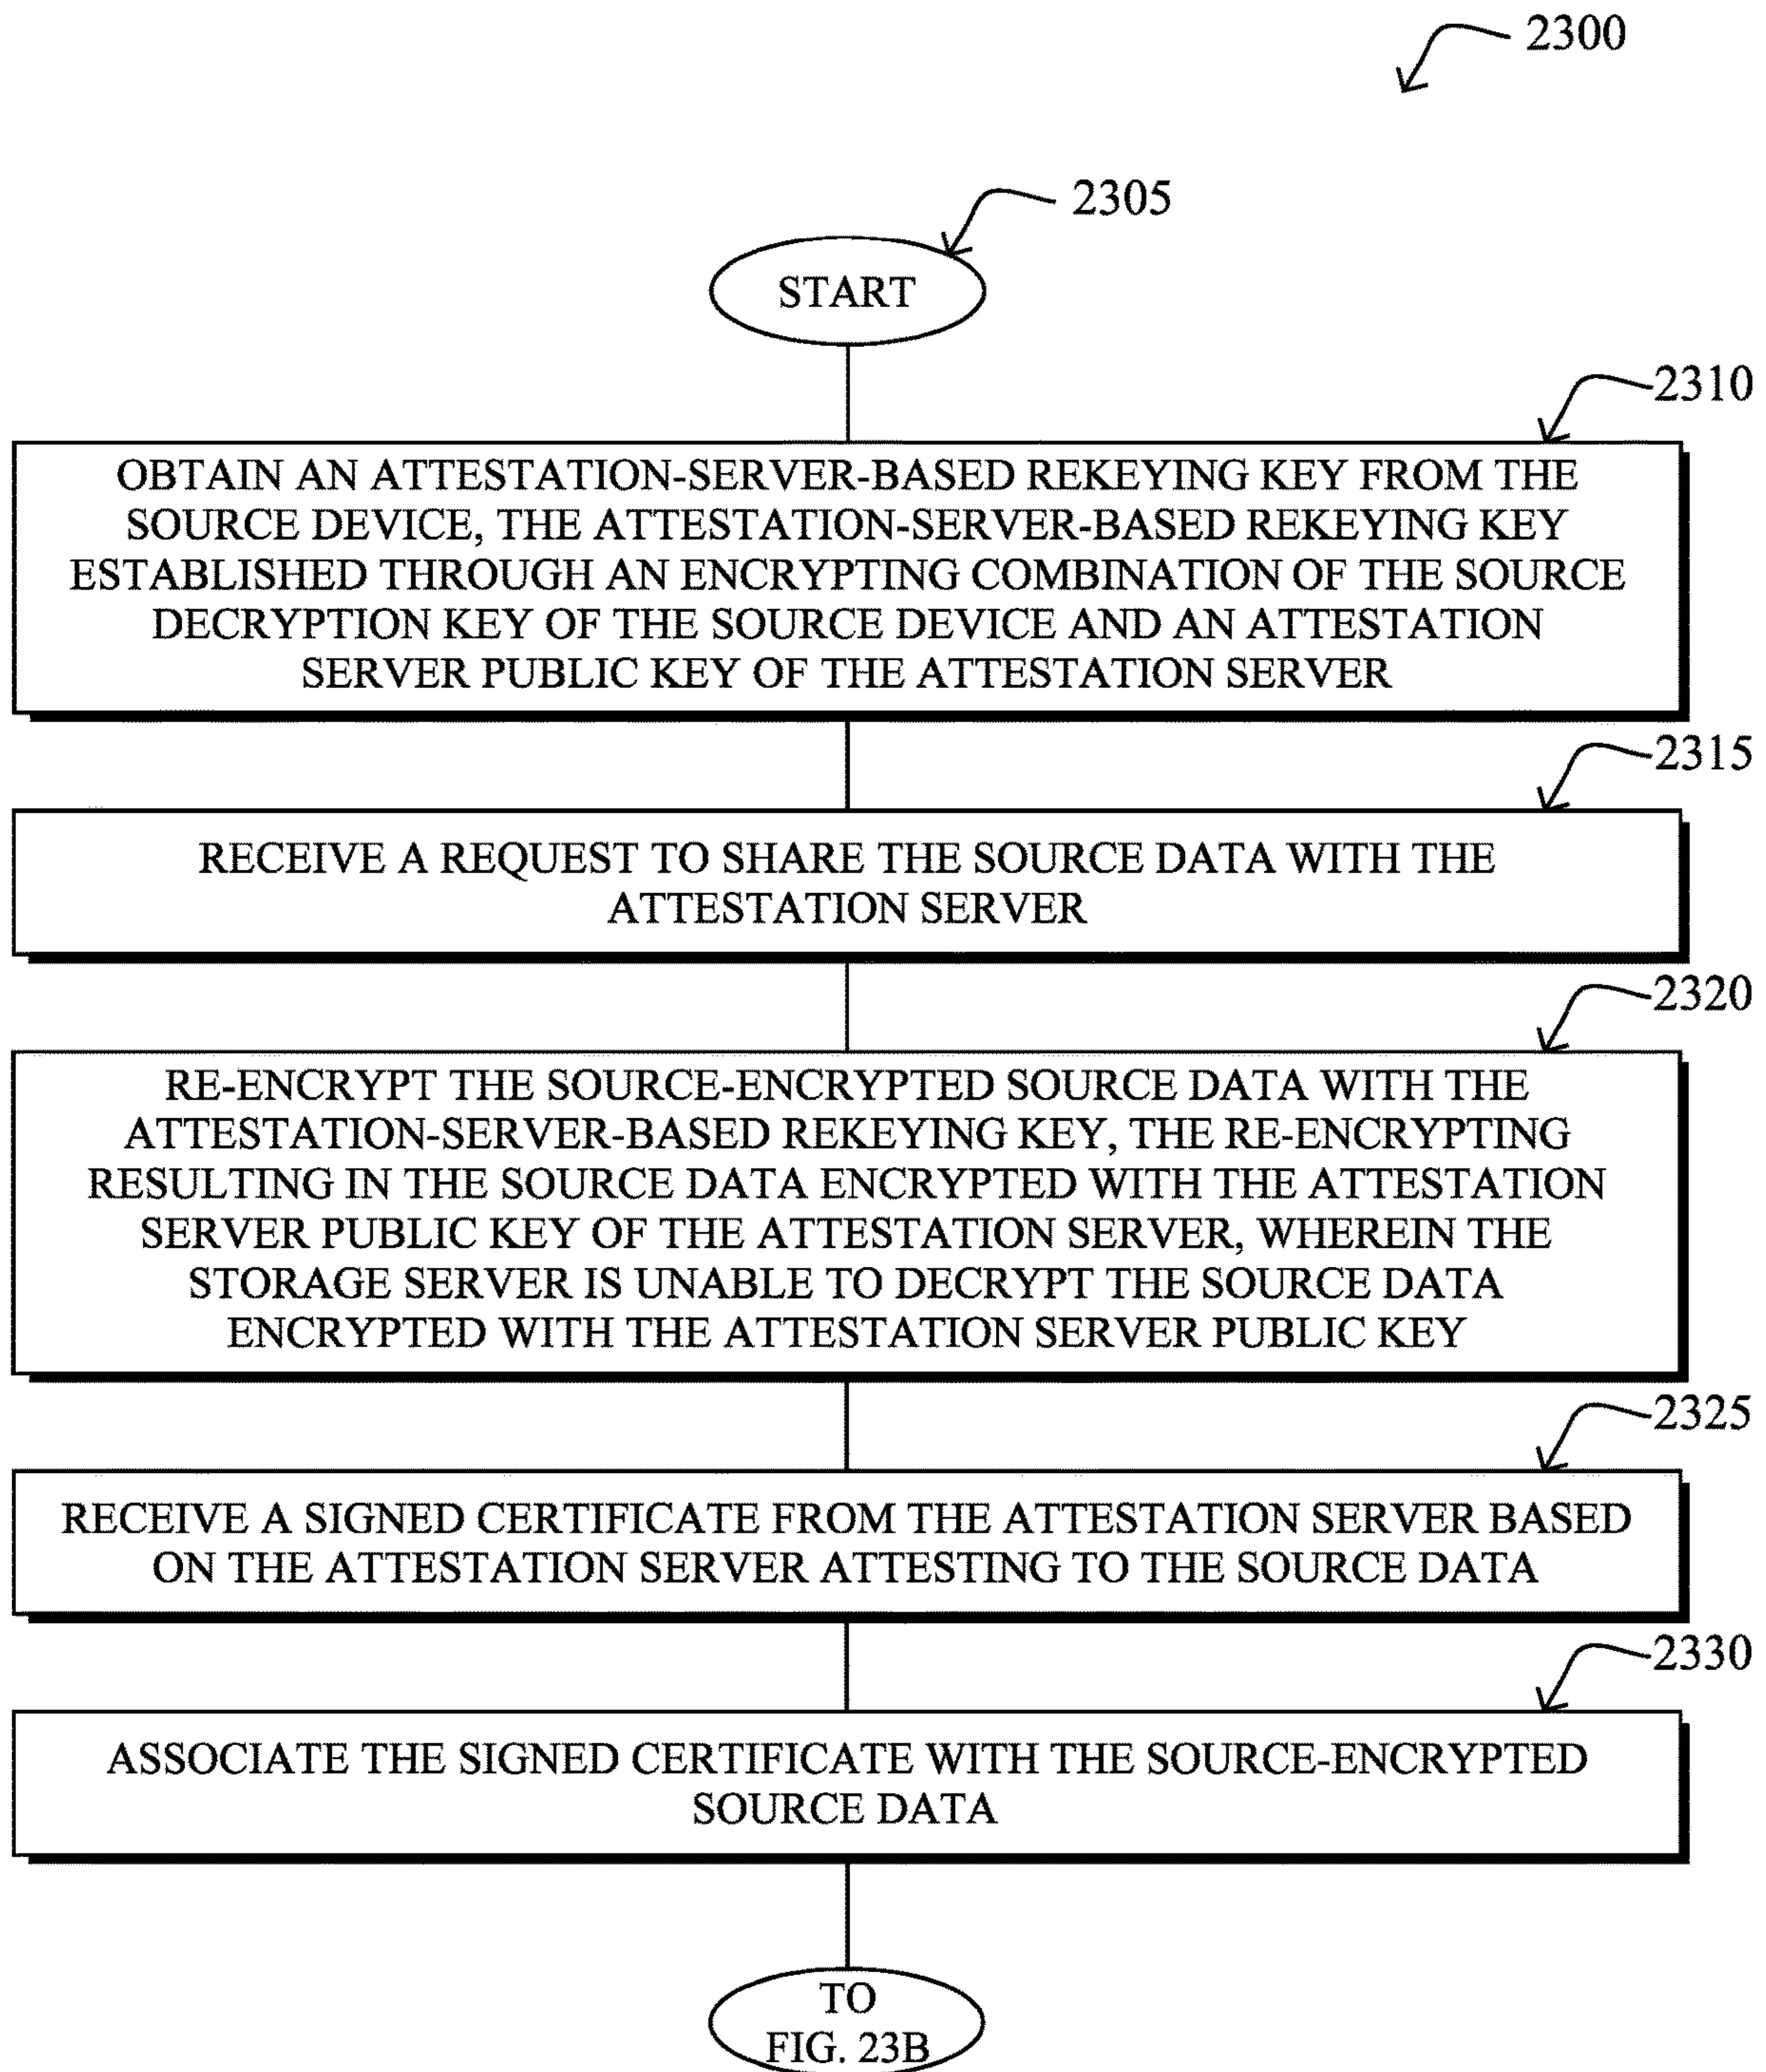 2300
2305
START
2310
OBTAIN AN ATTESTATION-SERVER-BASED REKEYING KEY FROM THE
SOURCE DEVICE, THE ATTESTATION-SERVER-BASED REKEYING KEY
ESTABLISHED THROUGH AN ENCRYPTING COMBINATION OF THE SOURCE
DECRYPTION KEY OF THE SOURCE DEVICE AND AN ATTESTATION
SERVER PUBLIC KEY OF THE ATTESTATION SERVER
2315
RECEIVE A REQUEST TO SHARE THE SOURCE DATA WITH THE
ATTESTATION SERVER
2320
RE-ENCRYPT THE SOURCE-ENCRYPTED SOURCE DATA WITH THE
ATTESTATION-SERVER-BASED REKEYING KEY, THE RE-ENCRYPTING
RESULTING IN THE SOURCE DATA ENCRYPTED WITH THE ATTESTATION
SERVER PUBLIC KEY OF THE ATTESTATION SERVER, WHEREIN THE
STORAGE SERVER IS UNABLE TO DECRYPT THE SOURCE DATA
ENCRYPTED WITH THE ATTESTATION SERVER PUBLIC KEY
2325
RECEIVE A SIGNED CERTIFICATE FROM THE ATTESTATION SERVER BASED
ON THE ATTESTATION SERVER ATTESTING TO THE SOURCE DATA
2330
ASSOCIATE THE SIGNED CERTIFICATE WITH THE SOURCE-ENCRYPTED
SOURCE DATA
TO
FIG. 23B